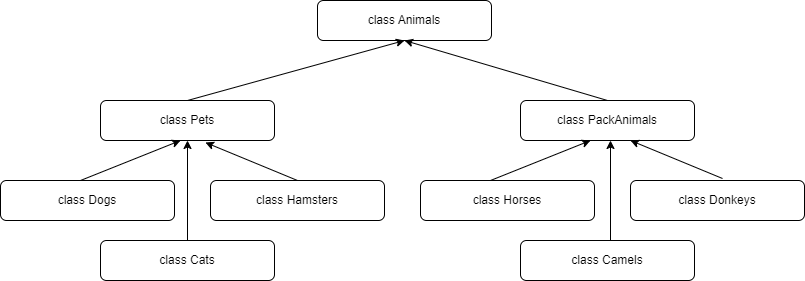 class Animals
class Pets
class PackAnimals
class Dogs
class Hamsters
class Horses
class Donkeys
class Cats
class Camels